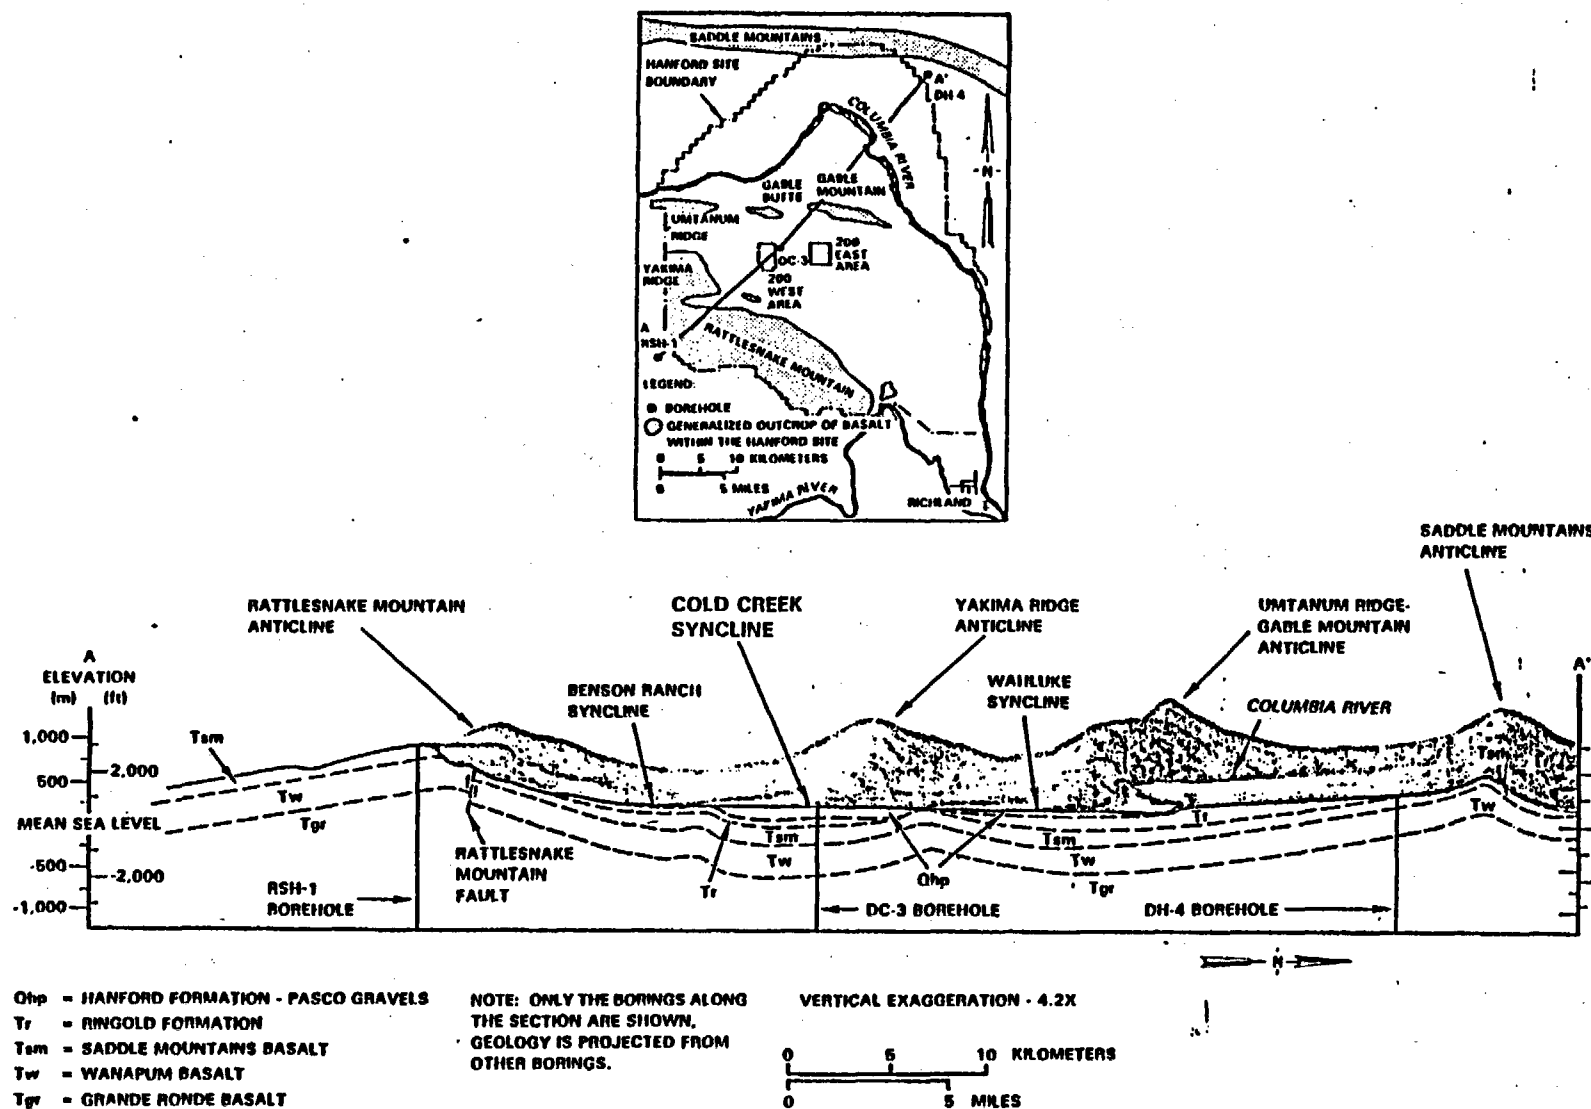 SADDLE MOUNTAINS
HANFORD SITE
BOUNDARY
A'
DH-4
COLUMBIA RIVER
-N-
GABLE
BUTTE
GABLE
MOUNTAIN
UMTANUM
RIDGE
YAKIMA
RIDGE
DC-3
200
EAST
AREA
200
WEST
AREA
A
RSH-1
RATTLESNAKE MOUNTAIN
LEGEND:
BOREHOLE
GENERALIZED OUTCROP OF BASALT
WITHIN THE HANFORD SITE
0 5 10 KILOMETERS
0 5 MILES
YAKIMA RIVER
RICHLAND
SADDLE MOUNTAINS
ANTICLINE
RATTLESNAKE MOUNTAIN
ANTICLINE
COLD CREEK
SYNCLINE
YAKIMA RIDGE
ANTICLINE
UMTANUM RIDGE-
GABLE MOUNTAIN
ANTICLINE
A
ELEVATION
(m) (ft)
A'
BENSON RANCH
SYNCLINE
WAHLUKE
SYNCLINE
COLUMBIA RIVER
1,000
Tsm
2,000
500
Tw
Tsm
MEAN SEA LEVEL
Tgr
Tr
Tw
Tsm
Tsm
-500
-2,000
RATTLESNAKE
MOUNTAIN
FAULT
Tw
Tr
Qhp
Tw
Tgr
-1,000
RSH-1
BOREHOLE
DC-3 BOREHOLE
DH-4 BOREHOLE
N
Qhp = HANFORD FORMATION - PASCO GRAVELS
Tr = RINGOLD FORMATION
Tsm = SADDLE MOUNTAINS BASALT
Tw = WANAPUM BASALT
Tgr = GRANDE RONDE BASALT
NOTE: ONLY THE BORINGS ALONG
THE SECTION ARE SHOWN,
GEOLOGY IS PROJECTED FROM
OTHER BORINGS.
VERTICAL EXAGGERATION - 4.2X
0 5 10 KILOMETERS
0 5 MILES